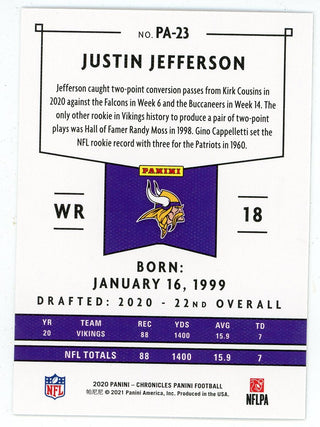 NO. PA-23
JUSTIN JEFFERSON
Jefferson caught two-point conversion passes from Kirk Cousins in
2020 against the Falcons in Week 6 and the Buccaneers in Week 14. The
only other rookie in Vikings history to produce a pair of two-point
plays was Hall of Famer Randy Moss in 1998. Gino Cappelletti set the
NFL rookie record with three for the Patriots in 1960.
PANINI
WR 18
BORN:
JANUARY 16, 1999
DRAFTED: 2020 - 22ND OVERALL
YR TEAM REC YDS AVG TD
20 VIKINGS 88 1400 15.9 7
NFL TOTALS 88 1400 15.9 7
2020 PANINI – CHRONICLES PANINI FOOTBALL
帕尼尼 © 2021 Panini America, Inc. Produced in the USA.
NFL
NFLPA